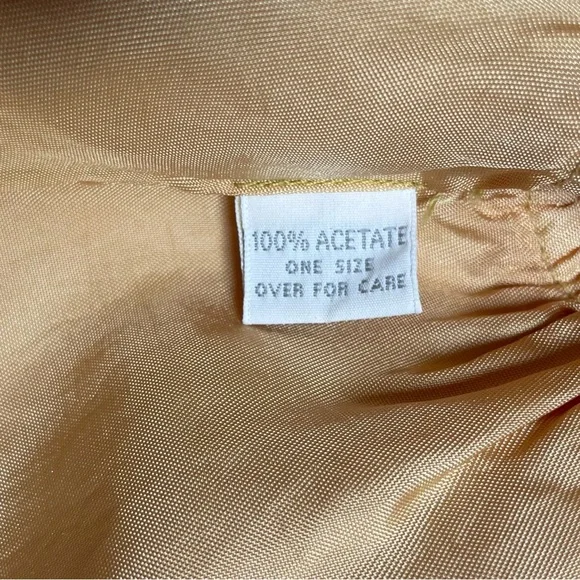 100% ACETATE
ONE SIZE
OVER FOR CARE